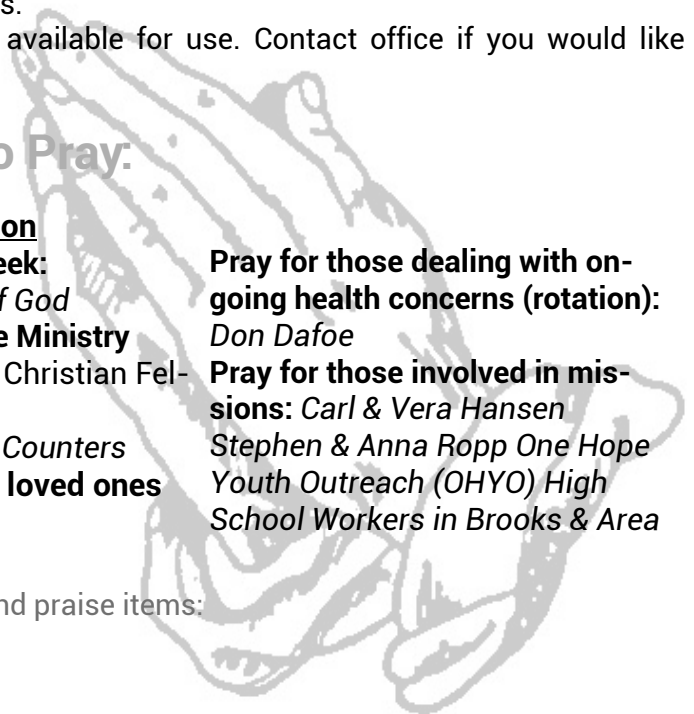 s.
available for use. Contact office if you would like
o Pray:
on
eek:
f God
e Ministry
Christian Fel-
Counters
loved ones
Pray for those dealing with on-
going health concerns (rotation):
Don Dafoe
Pray for those involved in mis-
sions: Carl & Vera Hansen
Stephen & Anna Ropp One Hope
Youth Outreach (OHYO) High
School Workers in Brooks & Area
nd praise items: